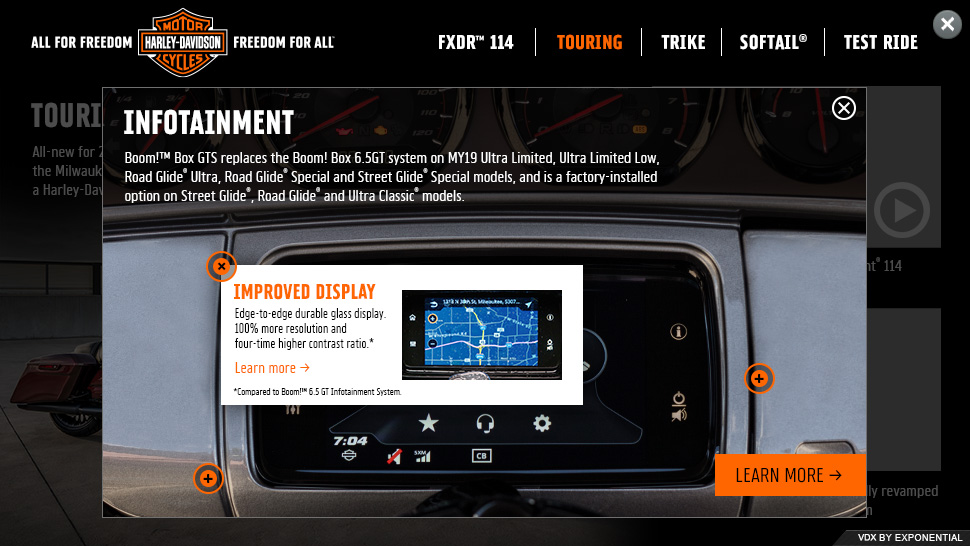 ALL FOR FREEDOM
MOTOR
HARLEY-DAVIDSON
CYCLES
FREEDOM FOR ALL
FXDR™ 114
TOURING
TRIKE
SOFTAIL®
TEST RIDE
TOURI
All-new for 2
the Milwauk
a Harley-Dav
INFOTAINMENT
Boom!™ Box GTS replaces the Boom! Box 6.5GT system on MY19 Ultra Limited, Ultra Limited Low,
Road Glide® Ultra, Road Glide® Special and Street Glide® Special models, and is a factory-installed
option on Street Glide®, Road Glide® and Ultra Classic® models.
nt® 114
IMPROVED DISPLAY
Edge-to-edge durable glass display.
100% more resolution and
four-time higher contrast ratio.*
Learn more →
*Compared to Boom!™ 6.5 GT Infotainment System.
7:04
SXM
CB
LEARN MORE →
lly revamped
m
VDX BY EXPONENTIAL